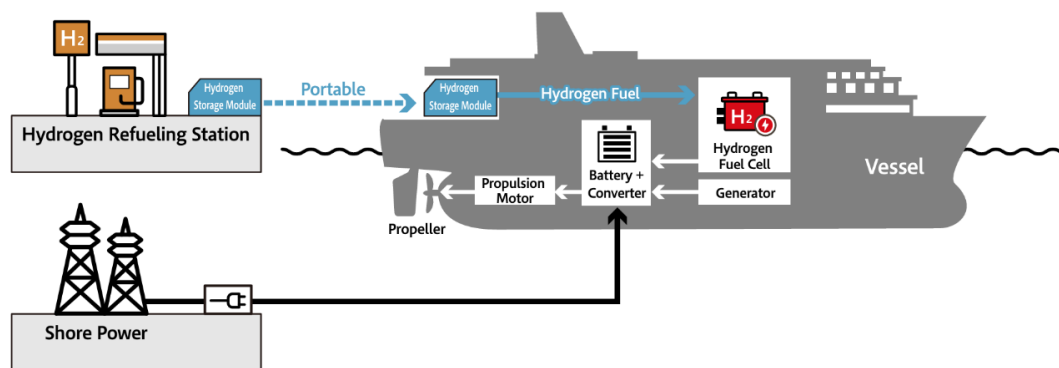 H2
Hydrogen
Storage Module
Hydrogen Refueling Station
Portable
Hydrogen
Storage Module
Hydrogen Fuel
H2
Hydrogen
Fuel Cell
Battery +
Converter
Generator
Propulsion
Motor
Propeller
Vessel
Shore Power